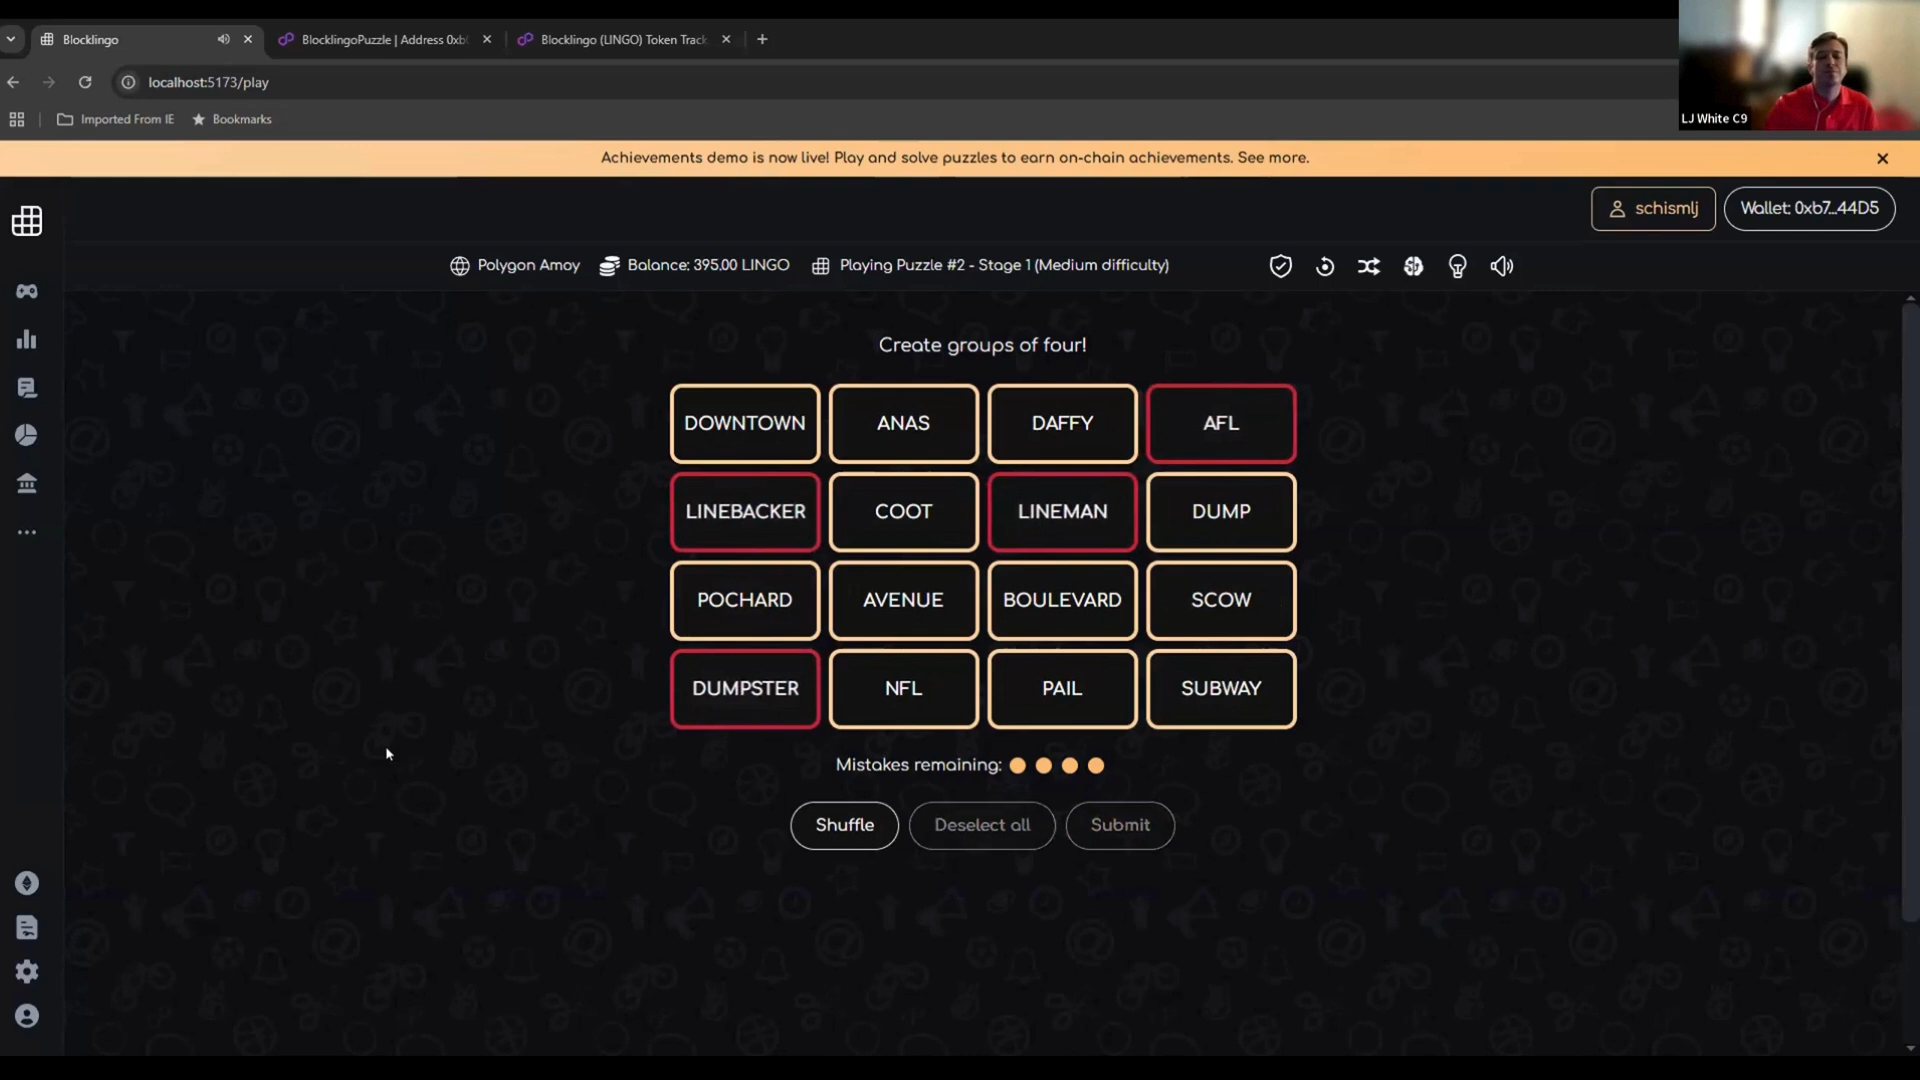 Blocklingo
BlocklingoPuzzle | Address 0xb
Blocklingo (LINGO) Token Track
localhost:5173/play
Imported From IE
Bookmarks
LJ White C9
Achievements demo is now live! Play and solve puzzles to earn on-chain achievements. See more.
schismlj
Wallet: 0xb7...44D5
Polygon Amoy
Balance: 395.00 LINGO
Playing Puzzle #2 - Stage 1 (Medium difficulty)
Create groups of four!
DOWNTOWN ANAS DAFFY AFL
LINEBACKER COOT LINEMAN DUMP
POCHARD AVENUE BOULEVARD SCOW
DUMPSTER NFL PAIL SUBWAY
Mistakes remaining:
Shuffle Deselect all Submit